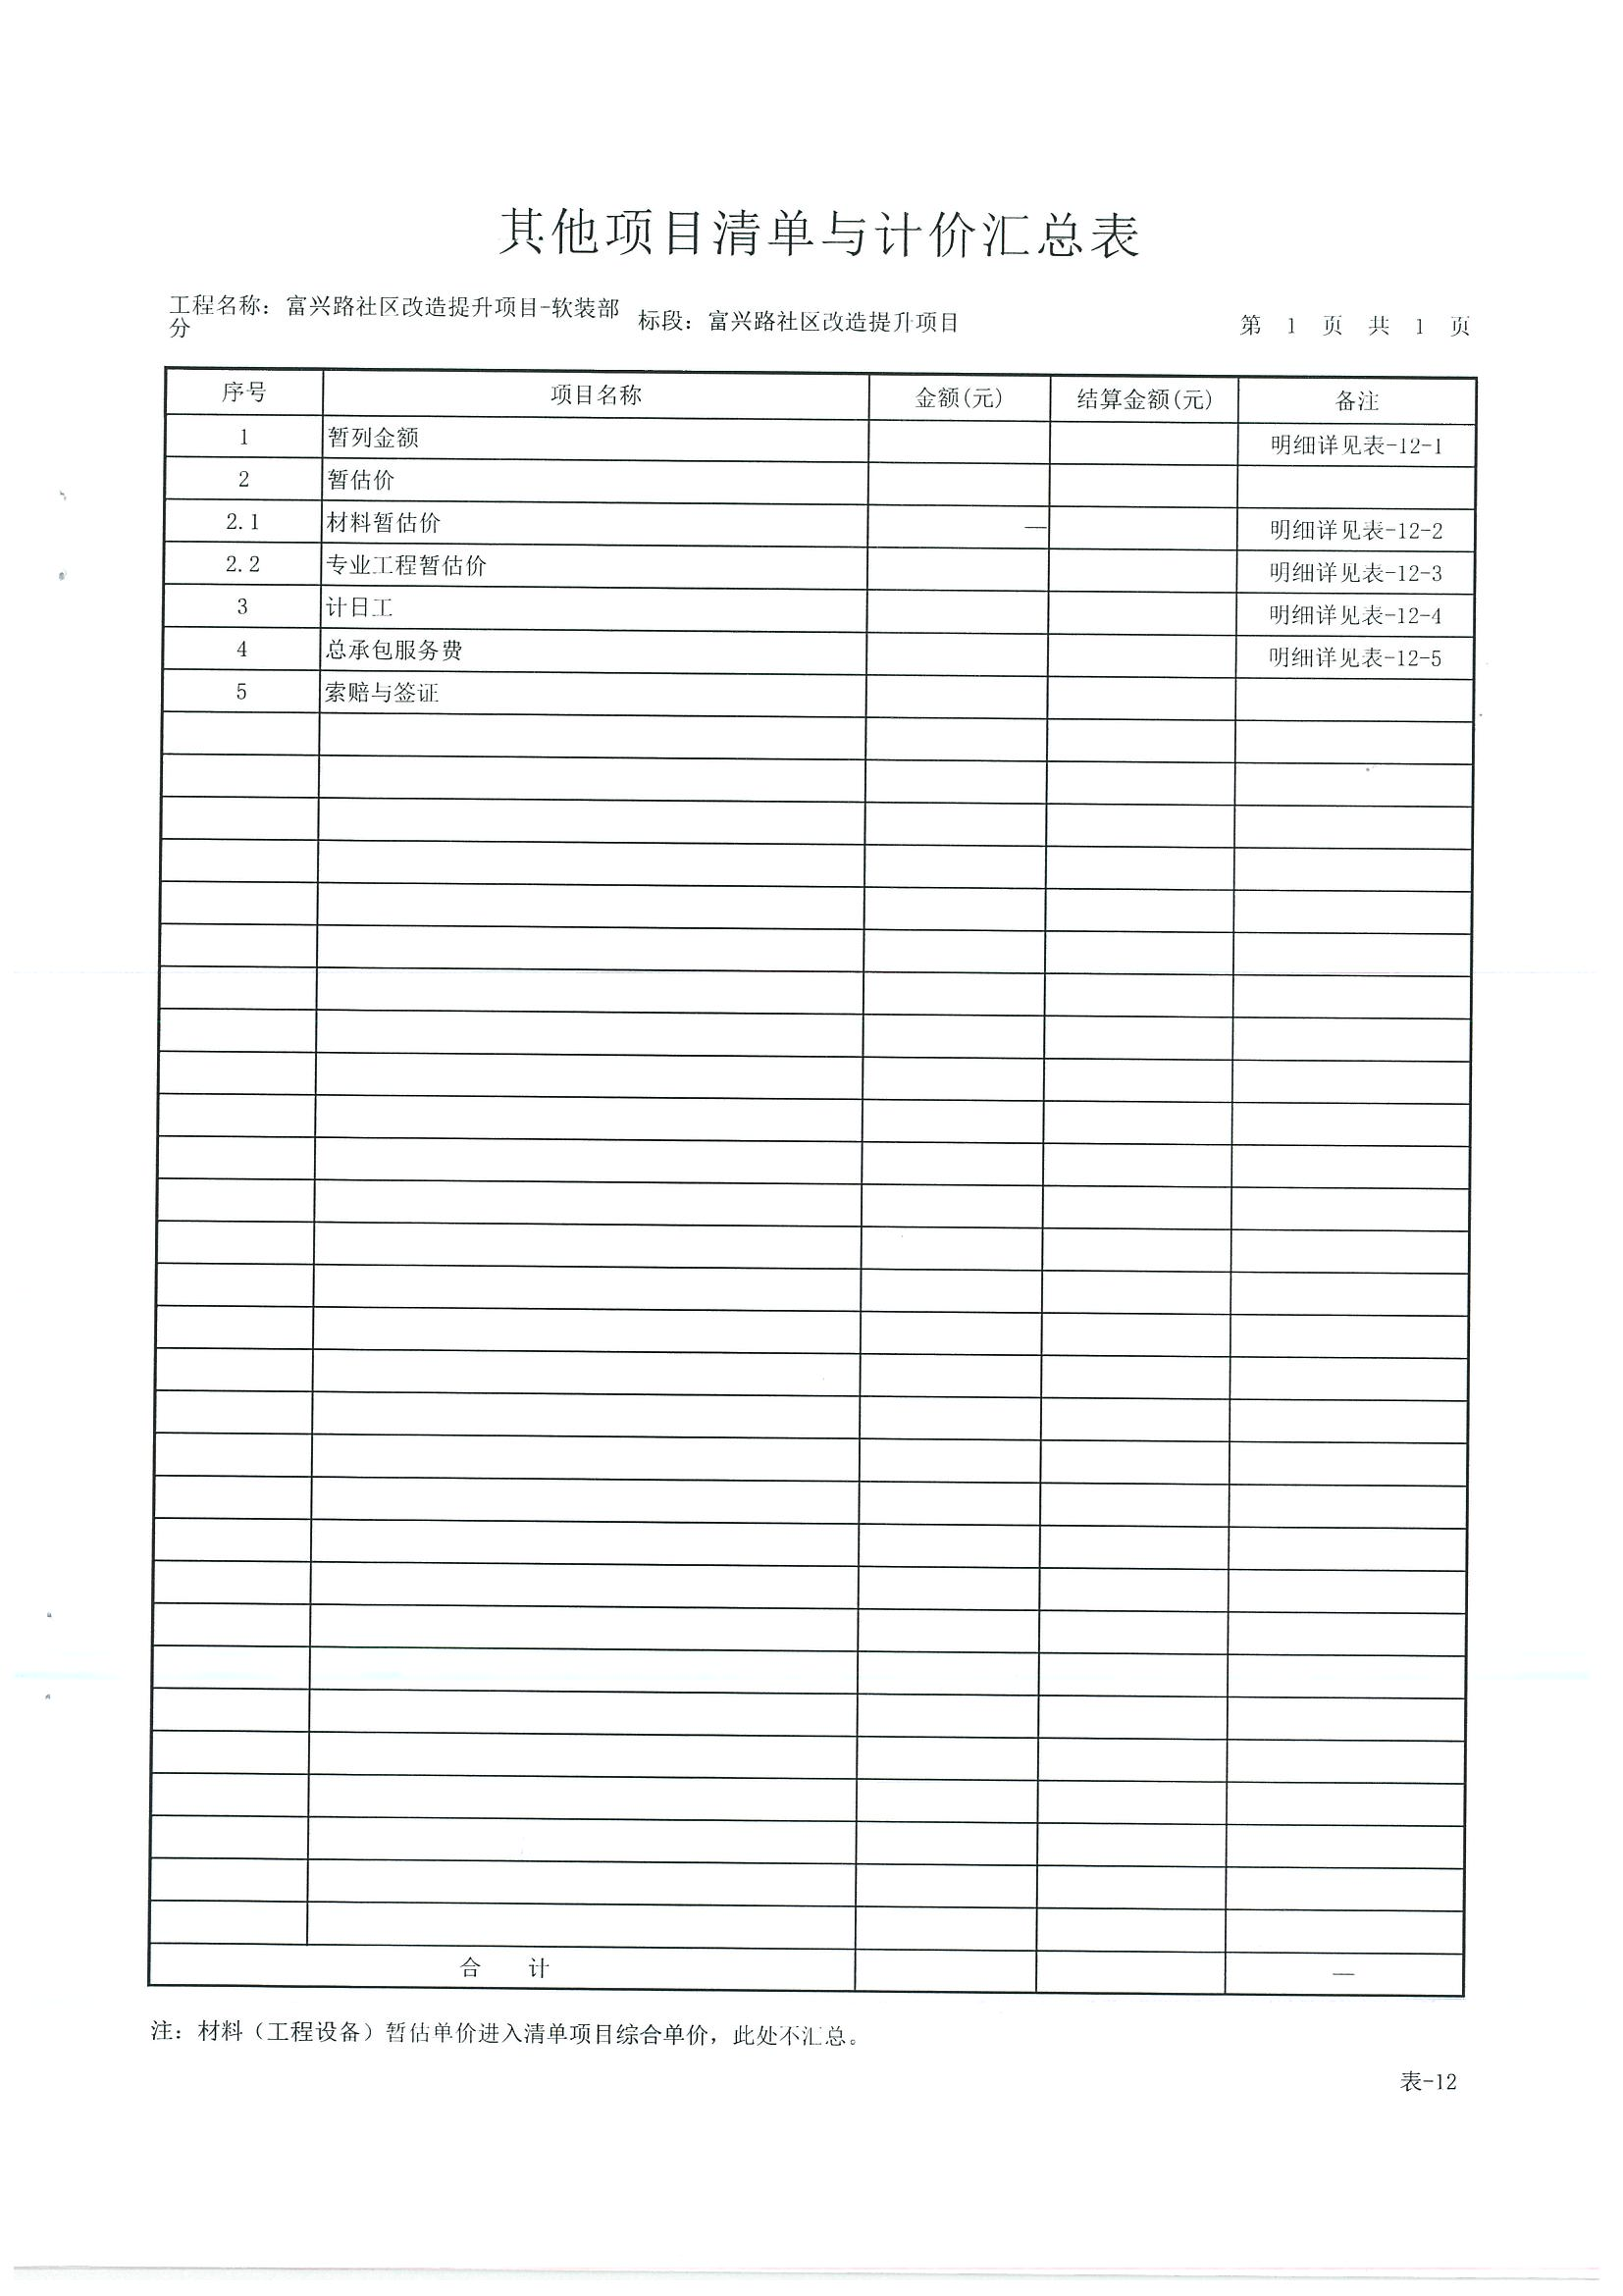 其他项目清单与计价汇总表
工程名称：富兴路社区改造提升项目-软装部
分
标段：富兴路社区改造提升项目
第 1 页 共 1 页
序号 项目名称 金额(元) 结算金额(元) 备注
1 暂列金额 明细详见表-12-1
2 暂估价
2.1 材料暂估价 — 明细详见表-12-2
2.2 专业工程暂估价 明细详见表-12-3
3 计日工 明细详见表-12-4
4 总承包服务费 明细详见表-12-5
5 索赔与签证
合 计 —
注：材料（工程设备）暂估单价进入清单项目综合单价，此处不汇总。
表-12